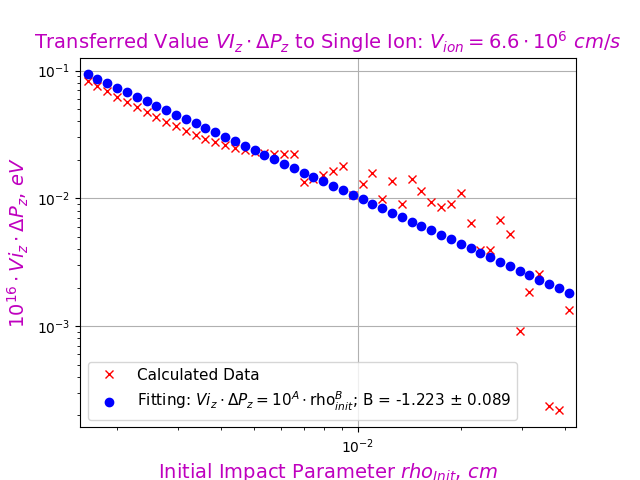 Transferred Value $VI_z \cdot \Delta P_z$ to Single Ion: $V_{ion} = 6.6 \cdot 10^6$ $cm/s$
$10^{16} \cdot Vi_z \cdot \Delta P_z$, $eV$
$10^{-1}$
$10^{-2}$
$10^{-3}$
Calculated Data
Fitting: $Vi_z \cdot \Delta P_z = 10^A \cdot \mathrm{rho}_{init}^B$; B = -1.223 ± 0.089
$10^{-2}$
Initial Impact Parameter $rho_{Init}$, $cm$